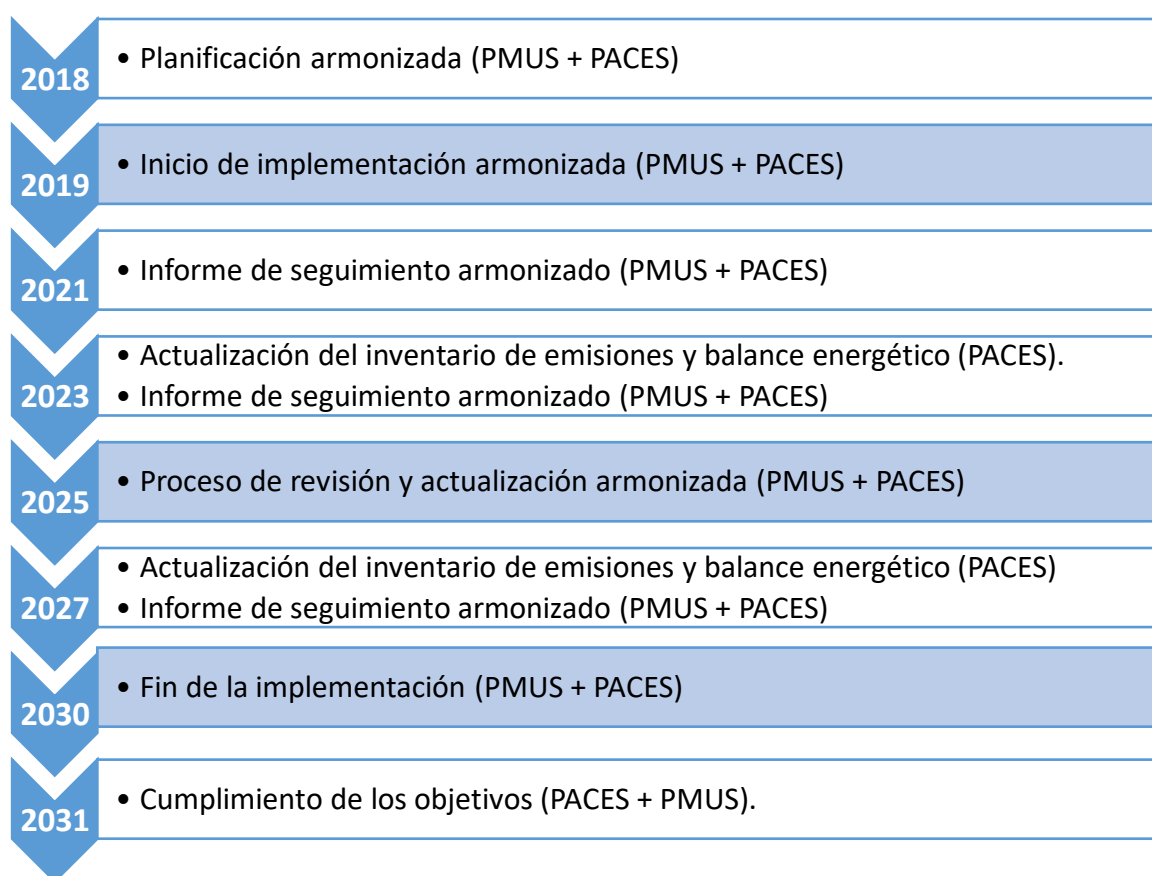 2018
• Planificación armonizada (PMUS + PACES)
2019
• Inicio de implementación armonizada (PMUS + PACES)
2021
• Informe de seguimiento armonizado (PMUS + PACES)
2023
• Actualización del inventario de emisiones y balance energético (PACES).
• Informe de seguimiento armonizado (PMUS + PACES)
2025
• Proceso de revisión y actualización armonizada (PMUS + PACES)
2027
• Actualización del inventario de emisiones y balance energético (PACES)
• Informe de seguimiento armonizado (PMUS + PACES)
2030
• Fin de la implementación (PMUS + PACES)
2031
• Cumplimiento de los objetivos (PACES + PMUS).